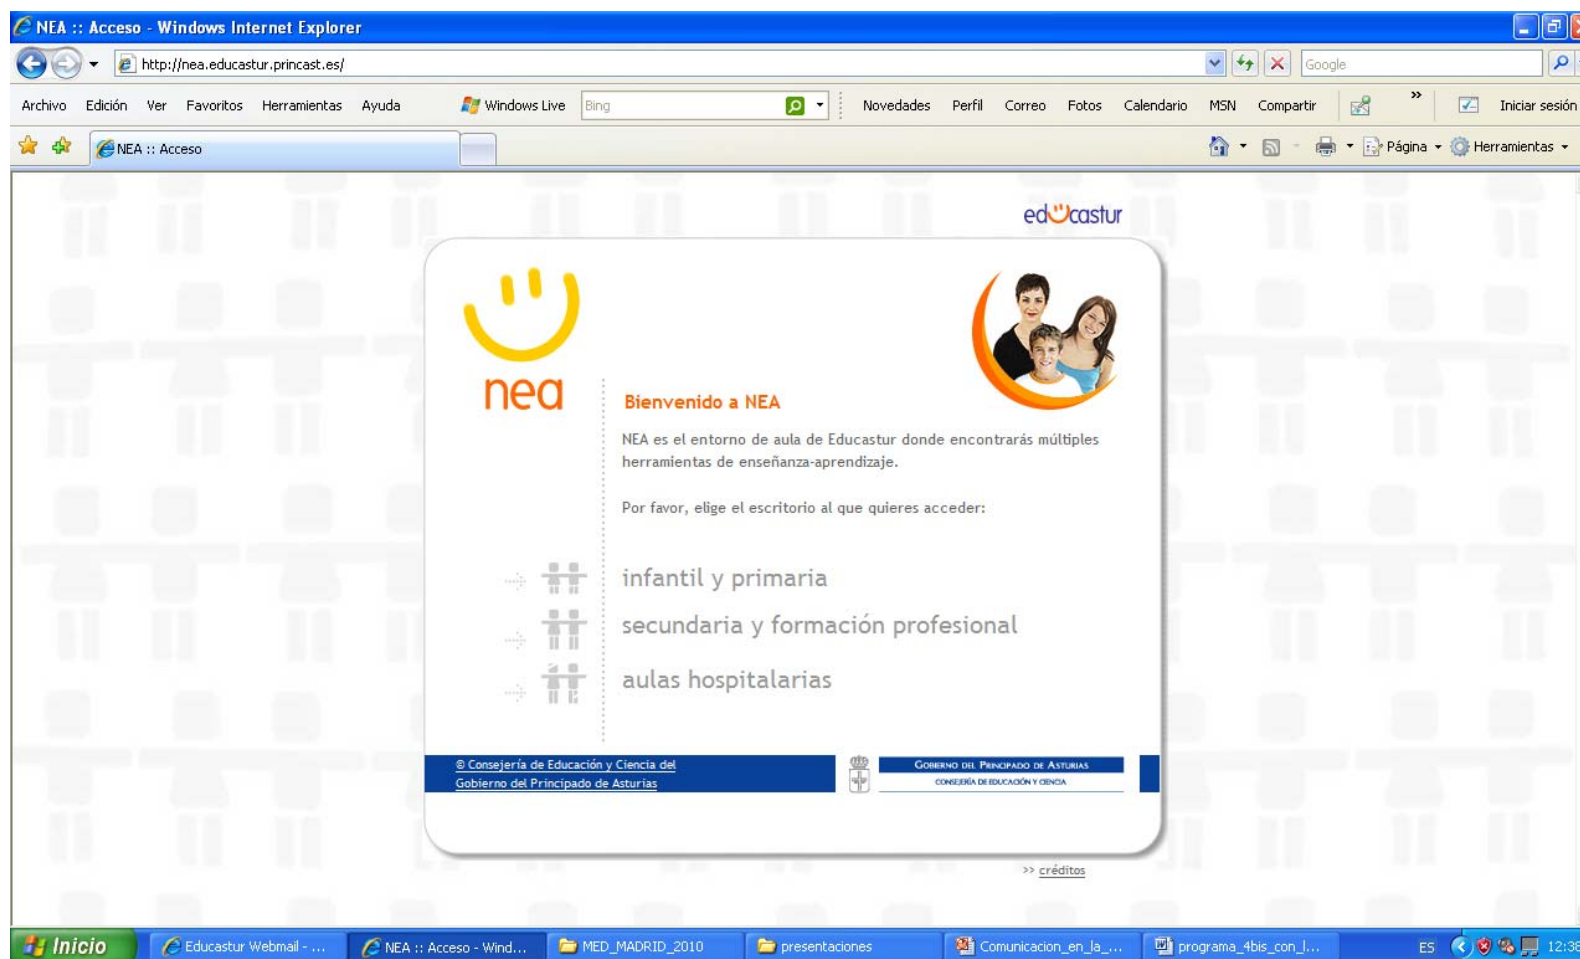 NEA :: Acceso - Windows Internet Explorer
http://nea.educastur.princast.es/
Google
Archivo Edición Ver Favoritos Herramientas Ayuda Windows Live Bing Novedades Perfil Correo Fotos Calendario MSN Compartir » Iniciar sesión
NEA :: Acceso Página Herramientas
educastur
nea
Bienvenido a NEA
NEA es el entorno de aula de Educastur donde encontrarás múltiples
herramientas de enseñanza-aprendizaje.
Por favor, elige el escritorio al que quieres acceder:
infantil y primaria
secundaria y formación profesional
aulas hospitalarias
© Consejería de Educación y Ciencia del
Gobierno del Principado de Asturias
GOBIERNO DEL PRINCIPADO DE ASTURIAS
CONSEJERÍA DE EDUCACIÓN Y CIENCIA
>> créditos
Inicio Educastur Webmail - ... NEA :: Acceso - Wind... MED_MADRID_2010 presentaciones Comunicacion_en_la_... programa_4bis_con_l... ES 12:38